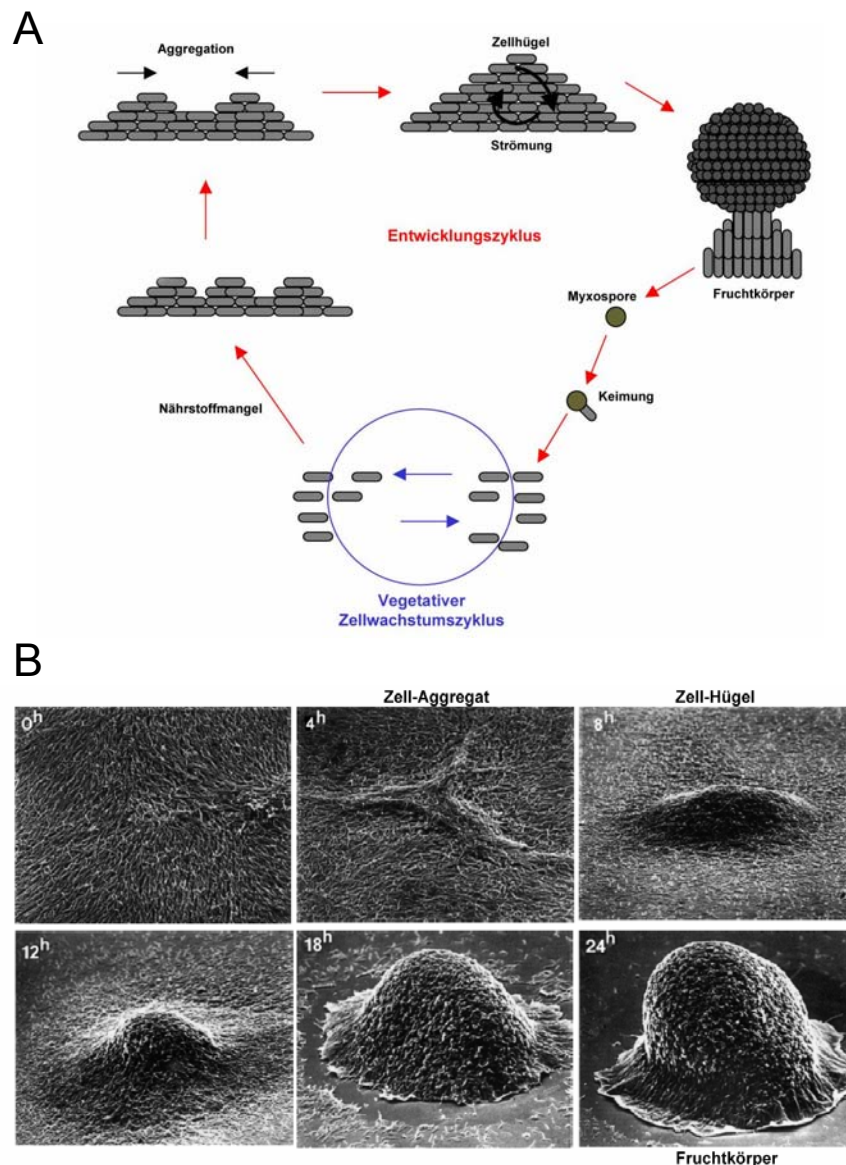 A
Aggregation
Zellhügel
Strömung
Entwicklungszyklus
Fruchtkörper
Myxospore
Keimung
Nährstoffmangel
Vegetativer
Zellwachstumszyklus
B
Zell-Aggregat
Zell-Hügel
0h
4h
8h
12h
18h
24h
Fruchtkörper